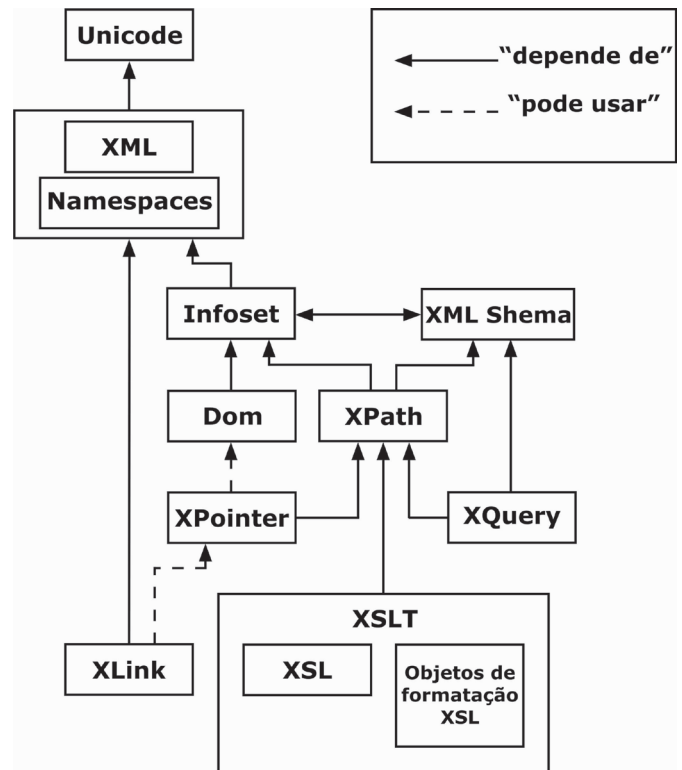 Unicode
“depende de”
“pode usar”
XML
Namespaces
Infoset
XML Shema
Dom
XPath
XPointer
XQuery
XSLT
XLink
XSL
Objetos de
formatação
XSL